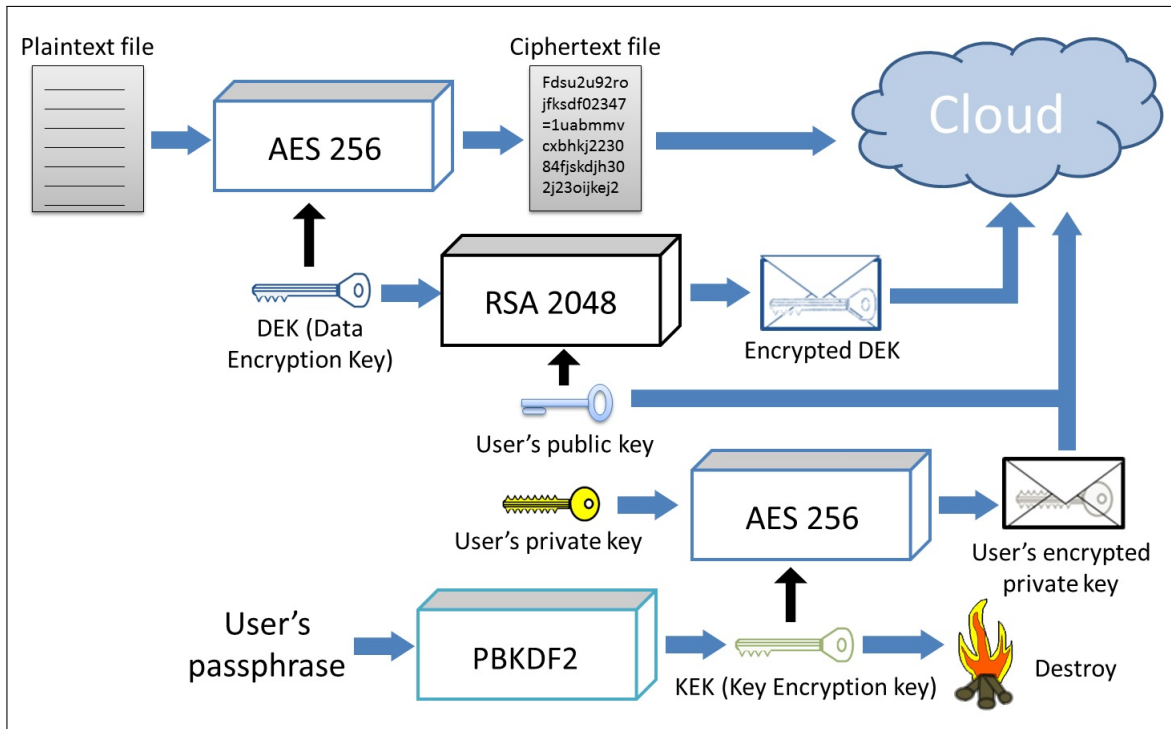 Plaintext file
Ciphertext file
Fdsu2u92ro
jfksdf02347
=1uabmmv
cxbhkj2230
84fjskdjh30
2j23oijkej2
Cloud
AES 256
RSA 2048
DEK (Data
Encryption Key)
Encrypted DEK
User’s public key
AES 256
User’s private key
User’s encrypted
private key
User’s
passphrase
PBKDF2
KEK (Key Encryption key)
Destroy